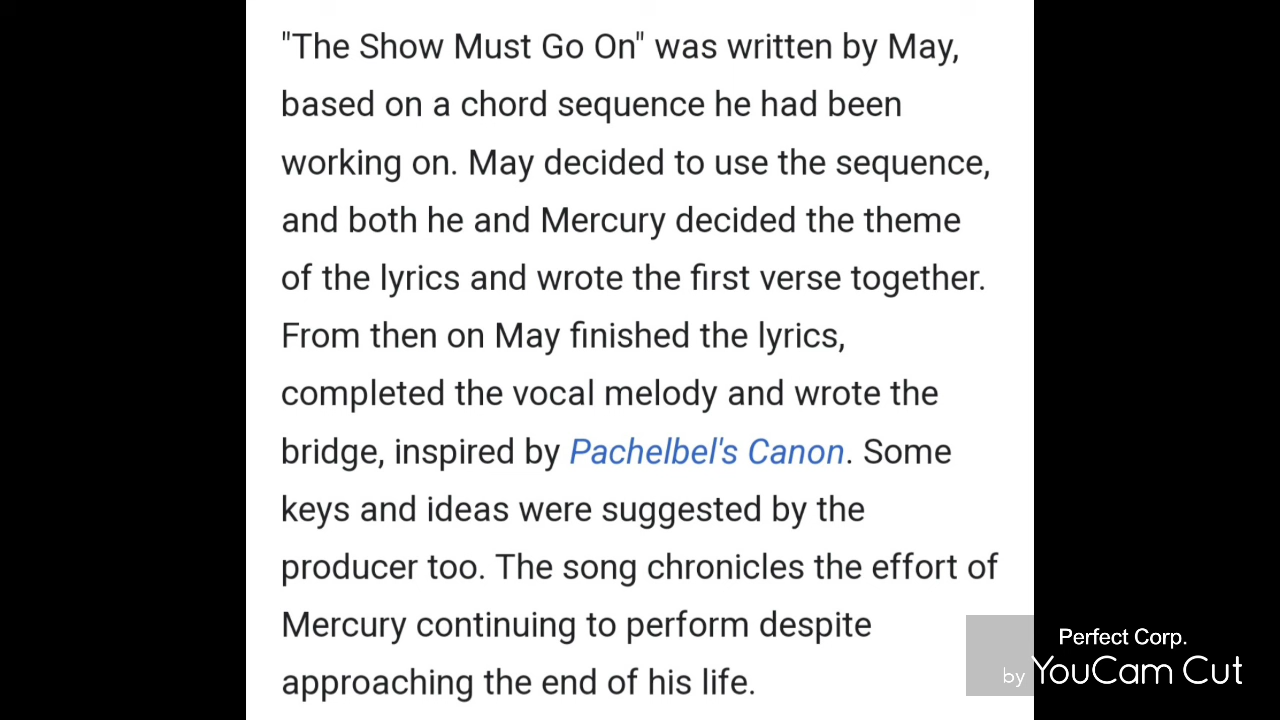 "The Show Must Go On" was written by May,
based on a chord sequence he had been
working on. May decided to use the sequence,
and both he and Mercury decided the theme
of the lyrics and wrote the first verse together.
From then on May finished the lyrics,
completed the vocal melody and wrote the
bridge, inspired by Pachelbel's Canon. Some
keys and ideas were suggested by the
producer too. The song chronicles the effort of
Mercury continuing to perform despite
approaching the end of his life.
Perfect Corp.
by YouCam Cut